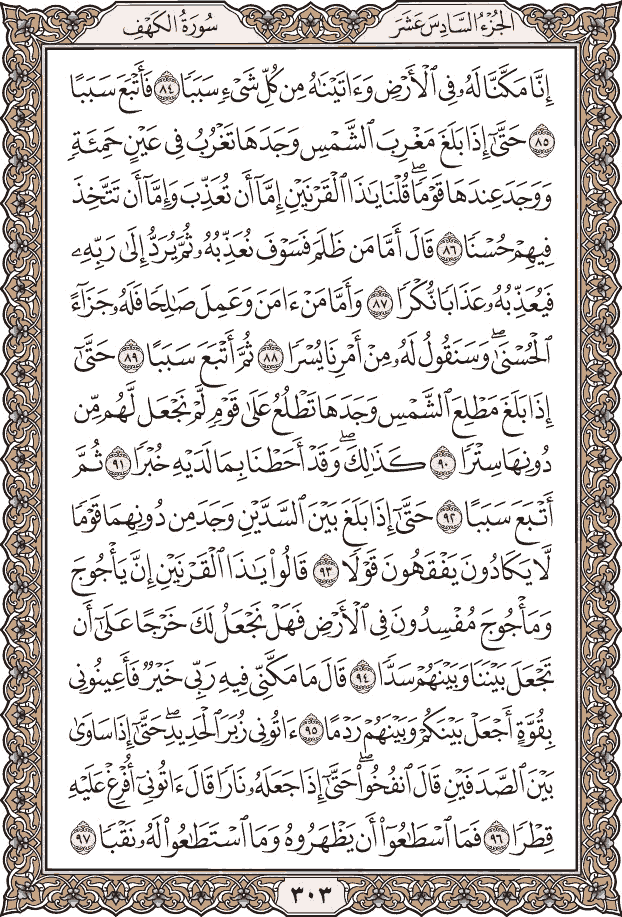 الجُزْءُ السَّادِسَ عَشَرَ
سُورَةُ الكَهْفِ
إِنَّا مَكَّنَّا لَهُۥ فِى ٱلْأَرْضِ وَءَاتَيْنَٰهُ مِن كُلِّ شَىْءٍ سَبَبًا ٨٤ فَأَتْبَعَ سَبَبًا
٨٥ حَتَّىٰٓ إِذَا بَلَغَ مَغْرِبَ ٱلشَّمْسِ وَجَدَهَا تَغْرُبُ فِى عَيْنٍ حَمِئَةٍ
وَوَجَدَ عِندَهَا قَوْمًا ۖ قُلْنَا يَٰذَا ٱلْقَرْنَيْنِ إِمَّآ أَن تُعَذِّبَ وَإِمَّآ أَن تَتَّخِذَ
فِيهِمْ حُسْنًا ٨٦ قَالَ أَمَّا مَن ظَلَمَ فَسَوْفَ نُعَذِّبُهُۥ ثُمَّ يُرَدُّ إِلَىٰ رَبِّهِۦ
فَيُعَذِّبُهُۥ عَذَابًا نُّكْرًا ٨٧ وَأَمَّا مَنْ ءَامَنَ وَعَمِلَ صَٰلِحًا فَلَهُۥ جَزَآءً
ٱلْحُسْنَىٰ ۖ وَسَنَقُولُ لَهُۥ مِنْ أَمْرِنَا يُسْرًا ٨٨ ثُمَّ أَتْبَعَ سَبَبًا ٨٩ حَتَّىٰٓ
إِذَا بَلَغَ مَطْلِعَ ٱلشَّمْسِ وَجَدَهَا تَطْلُعُ عَلَىٰ قَوْمٍ لَّمْ نَجْعَل لَّهُم مِّن
دُونِهَا سِتْرًا ٩٠ كَذَٰلِكَ ۖ وَقَدْ أَحَطْنَا بِمَا لَدَيْهِ خُبْرًا ٩١ ثُمَّ
أَتْبَعَ سَبَبًا ٩٢ حَتَّىٰٓ إِذَا بَلَغَ بَيْنَ ٱلسَّدَّيْنِ وَجَدَ مِن دُونِهِمَا قَوْمًا
لَّا يَكَادُونَ يَفْقَهُونَ قَوْلًا ٩٣ قَالُوا۟ يَٰذَا ٱلْقَرْنَيْنِ إِنَّ يَأْجُوجَ
وَمَأْجُوجَ مُفْسِدُونَ فِى ٱلْأَرْضِ فَهَلْ نَجْعَلُ لَكَ خَرْجًا عَلَىٰٓ أَن
تَجْعَلَ بَيْنَنَا وَبَيْنَهُمْ سَدًّا ٩٤ قَالَ مَا مَكَّنِّى فِيهِ رَبِّى خَيْرٌ فَأَعِينُونِى
بِقُوَّةٍ أَجْعَلْ بَيْنَكُمْ وَبَيْنَهُمْ رَدْمًا ٩٥ ءَاتُونِى زُبَرَ ٱلْحَدِيدِ ۖ حَتَّىٰٓ إِذَا سَاوَىٰ
بَيْنَ ٱلصَّدَفَيْنِ قَالَ ٱنفُخُوا۟ ۖ حَتَّىٰٓ إِذَا جَعَلَهُۥ نَارًا قَالَ ءَاتُونِىٓ أُفْرِغْ عَلَيْهِ
قِطْرًا ٩٦ فَمَا ٱسْطَٰعُوٓا۟ أَن يَظْهَرُوهُ وَمَا ٱسْتَطَٰعُوا۟ لَهُۥ نَقْبًا ٩٧
٣٠٣